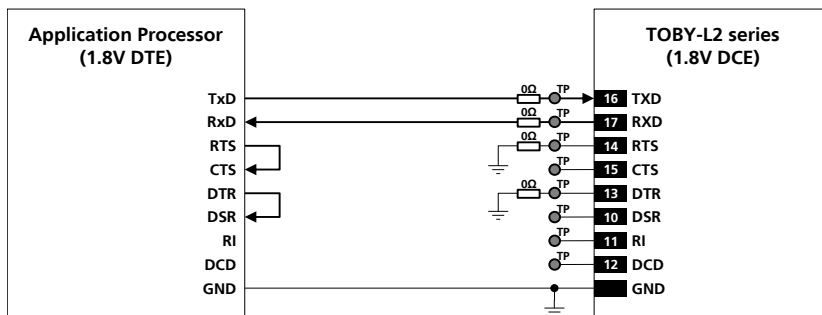 Application Processor
(1.8V DTE)
TOBY-L2 series
(1.8V DCE)
TxD 0Ω TP 16 TXD
RxD 0Ω TP 17 RXD
RTS 0Ω TP 14 RTS
CTS TP 15 CTS
DTR 0Ω TP 13 DTR
DSR TP 10 DSR
RI TP 11 RI
DCD TP 12 DCD
GND GND